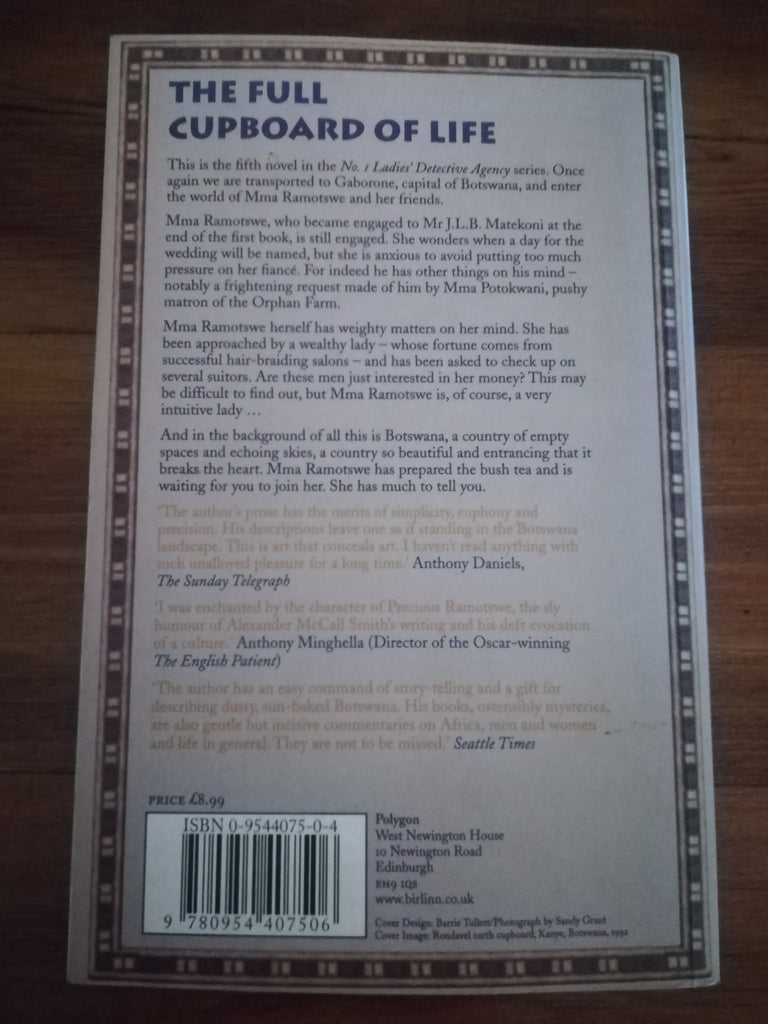 THE FULL
CUPBOARD OF LIFE
This is the fifth novel in the No. 1 Ladies' Detective Agency series. Once
again we are transported to Gaborone, capital of Botswana, and enter
the world of Mma Ramotswe and her friends.
Mma Ramotswe, who became engaged to Mr J.L.B. Matekoni at the
end of the first book, is still engaged. She wonders when a day for the
wedding will be named, but she is anxious to avoid putting too much
pressure on her fiancé. For indeed he has other things on his mind –
notably a frightening request made of him by Mma Potokwani, pushy
matron of the Orphan Farm.
Mma Ramotswe herself has weighty matters on her mind. She has
been approached by a wealthy lady – whose fortune comes from
successful hair-braiding salons – and has been asked to check up on
several suitors. Are these men just interested in her money? This may
be difficult to find out, but Mma Ramotswe is, of course, a very
intuitive lady ...
And in the background of all this is Botswana, a country of empty
spaces and echoing skies, a country so beautiful and entrancing that it
breaks the heart. Mma Ramotswe has prepared the bush tea and is
waiting for you to join her. She has much to tell you.
'The author's prose has the merits of simplicity, euphony and
precision. His descriptions leave one as if standing in the Botswana
landscape. This is art that conceals art. I haven't read anything with
such unalloyed pleasure for a long time.' Anthony Daniels,
The Sunday Telegraph
'I was enchanted by the character of Precious Ramotswe, the sly
humour of Alexander McCall Smith's writing and his deft evocation
of a culture.' Anthony Minghella (Director of the Oscar-winning
The English Patient)
'The author has an easy command of story-telling and a gift for
describing dusty, sun-baked Botswana. His books, ostensibly mysteries,
are also gentle but incisive commentaries on Africa, men and women
and life in general. They are not to be missed.' Seattle Times
PRICE £8.99
ISBN 0-9544075-0-4
9 780954 407506
Polygon
West Newington House
10 Newington Road
Edinburgh
EH9 1QS
www.birlinn.co.uk
Cover Design: Barrie Tullett/Photograph by Sandy Grant
Cover Image: Rondavel earth cupboard, Kanye, Botswana, 1992